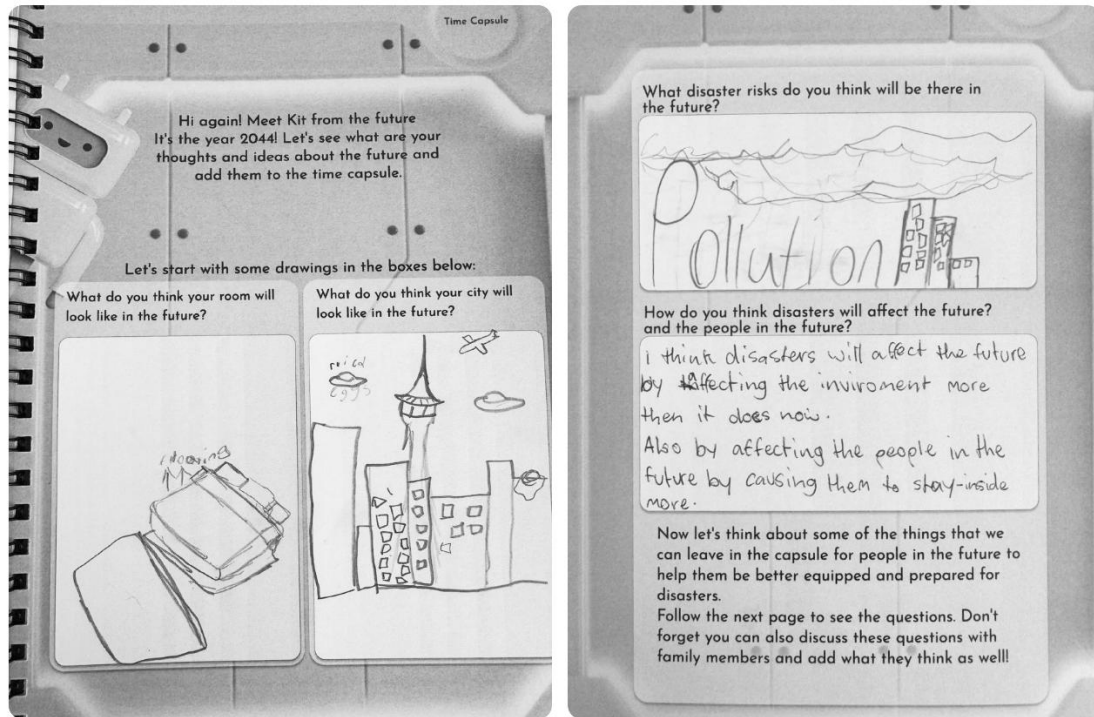 Time Capsule
Hi again! Meet Kit from the future
It's the year 2044! Let's see what are your
thoughts and ideas about the future and
add them to the time capsule.
Let's start with some drawings in the boxes below:
What do you think your room will
look like in the future?
What do you think your city will
look like in the future?
What disaster risks do you think will be there in
the future?
Pollution
How do you think disasters will affect the future?
and the people in the future?
i think disasters will affect the future
by affecting the inviroment more
then it does now.
Also by affecting the people in the
future by causing them to stay-inside
more.
Now let's think about some of the things that we
can leave in the capsule for people in the future to
help them be better equipped and prepared for
disasters.
Follow the next page to see the questions. Don't
forget you can also discuss these questions with
family members and add what they think as well!